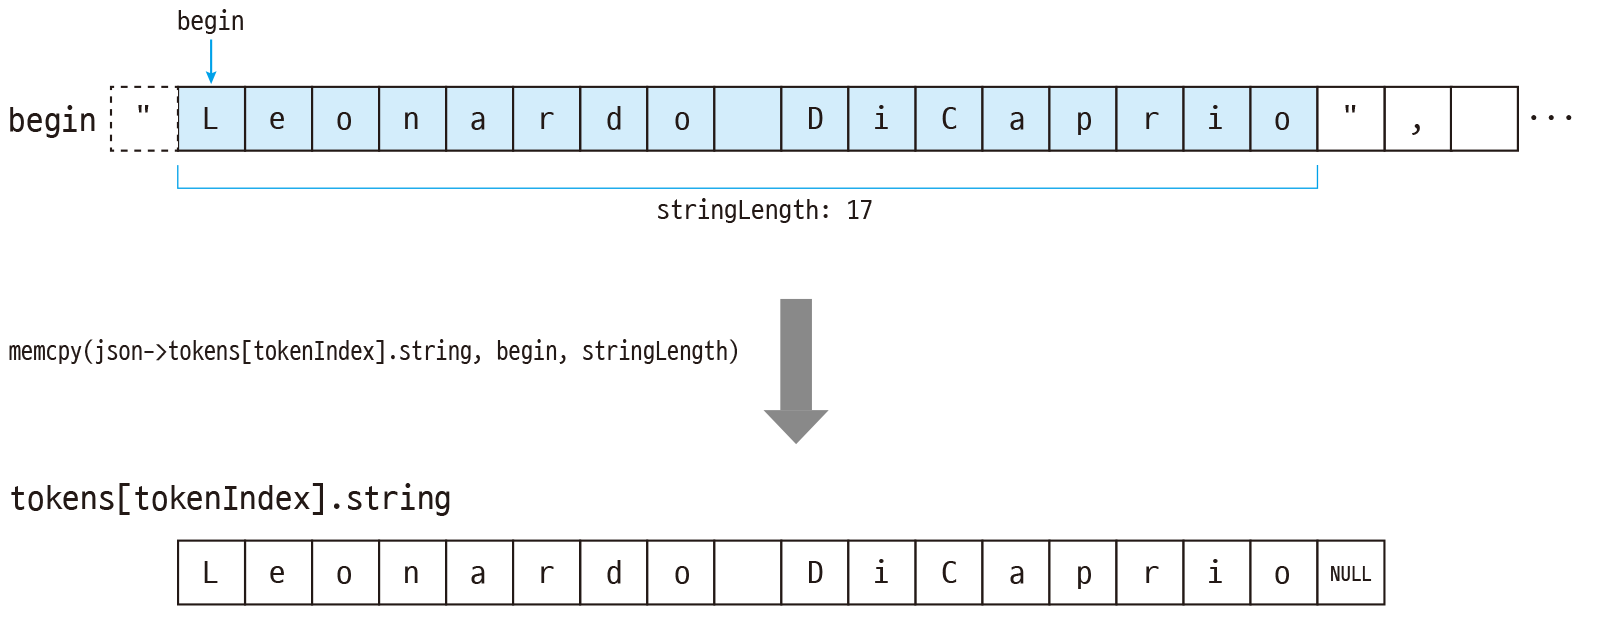 begin
begin " L e o n a r d o D i C a p r i o " , ...
stringLength: 17
memcpy(json->tokens[tokenIndex].string, begin, stringLength)
tokens[tokenIndex].string
L e o n a r d o D i C a p r i o NULL